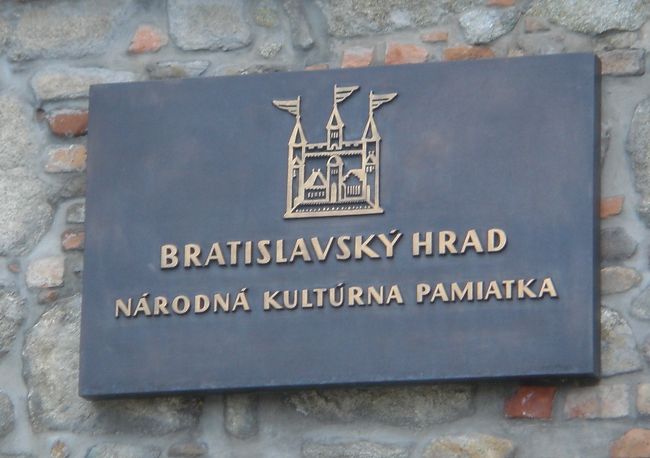 BRATISLAVSKÝ HRAD
NÁRODNÁ KULTÚRNA PAMIATKA